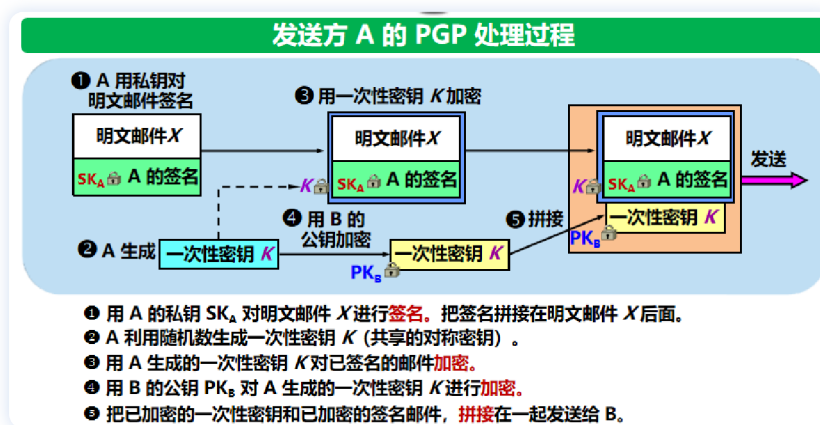 发送方 A 的 PGP 处理过程
❶ A 用私钥对
明文邮件签名
❸ 用一次性密钥 K 加密
明文邮件X
明文邮件X
明文邮件X
发送
SKA A 的签名
K
SKA A 的签名
K
SKA A 的签名
❹ 用 B 的
公钥加密
❺ 拼接
一次性密钥 K
❷ A 生成
一次性密钥 K
一次性密钥 K
PKB
PKB
❶ 用 A 的私钥 SKA 对明文邮件 X 进行签名。把签名拼接在明文邮件 X 后面。
❷ A 利用随机数生成一次性密钥 K（共享的对称密钥）。
❸ 用 A 生成的一次性密钥 K 对已签名的邮件加密。
❹ 用 B 的公钥 PKB 对 A 生成的一次性密钥 K 进行加密。
❺ 把已加密的一次性密钥和已加密的签名邮件，拼接在一起发送给 B。